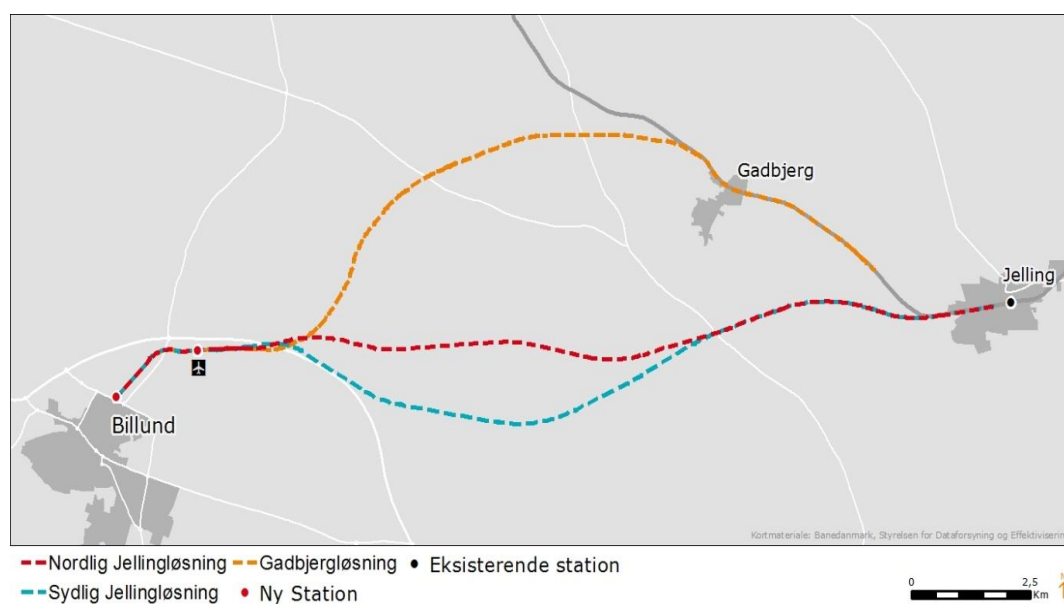 Gadbjerg
Jelling
Billund
Kortmateriale: Banedanmark, Styrelsen for Dataforsyning og Effektiviserin
Nordlig Jellingløsning Gadbjergløsning Eksisterende station
Sydlig Jellingløsning Ny Station
0 2,5
Km